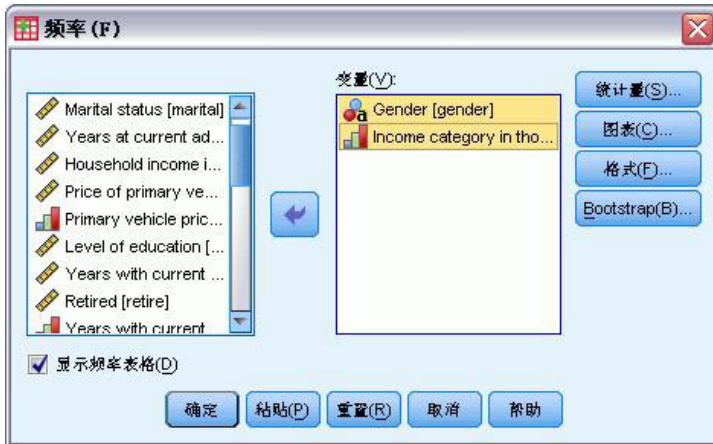 频率(F)
变量(V):
Marital status [marital]
Years at current ad...
Household income i...
Price of primary ve...
Primary vehicle pric...
Level of education [...
Years with current ...
Retired [retire]
Years with current
Gender [gender]
Income category in tho...
统计量(S)...
图表(C)...
格式(F)...
Bootstrap(B)...
显示频率表格(D)
确定 粘贴(P) 重置(R) 取消 帮助